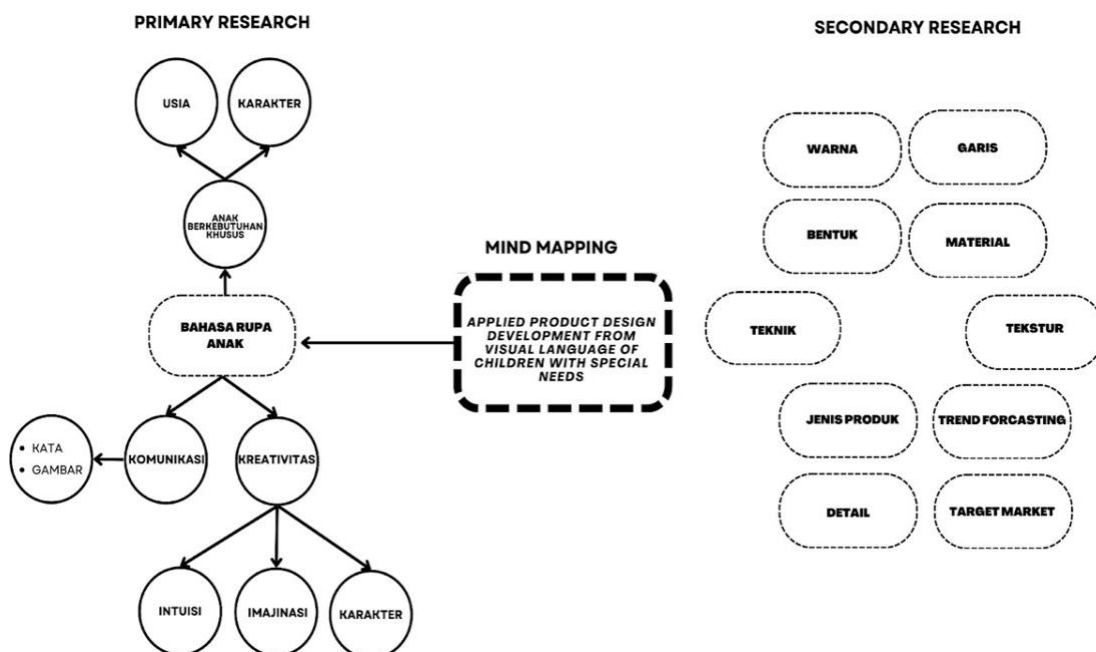 PRIMARY RESEARCH
USIA
KARAKTER
ANAK
BERKEBUTUHAN
KHUSUS
BAHASA RUPA
ANAK
• KATA
• GAMBAR
KOMUNIKASI
KREATIVITAS
INTUISI
IMAJINASI
KARAKTER
MIND MAPPING
APPLIED PRODUCT DESIGN
DEVELOPMENT FROM
VISUAL LANGUAGE OF
CHILDREN WITH SPECIAL
NEEDS
SECONDARY RESEARCH
WARNA
GARIS
BENTUK
MATERIAL
TEKNIK
TEKSTUR
JENIS PRODUK
TREND FORCASTING
DETAIL
TARGET MARKET